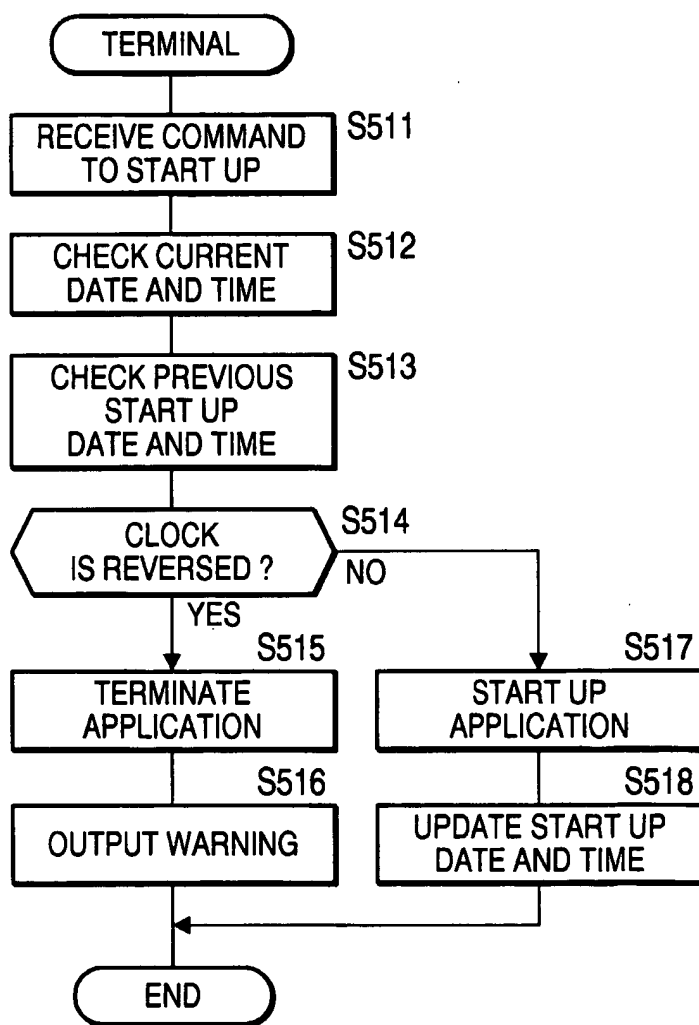 TERMINAL
S511
RECEIVE COMMAND
TO START UP
S512
CHECK CURRENT
DATE AND TIME
S513
CHECK PREVIOUS
START UP
DATE AND TIME
S514
CLOCK
IS REVERSED ?
NO
YES
S515
TERMINATE
APPLICATION
S517
START UP
APPLICATION
S516
OUTPUT WARNING
S518
UPDATE START UP
DATE AND TIME
END